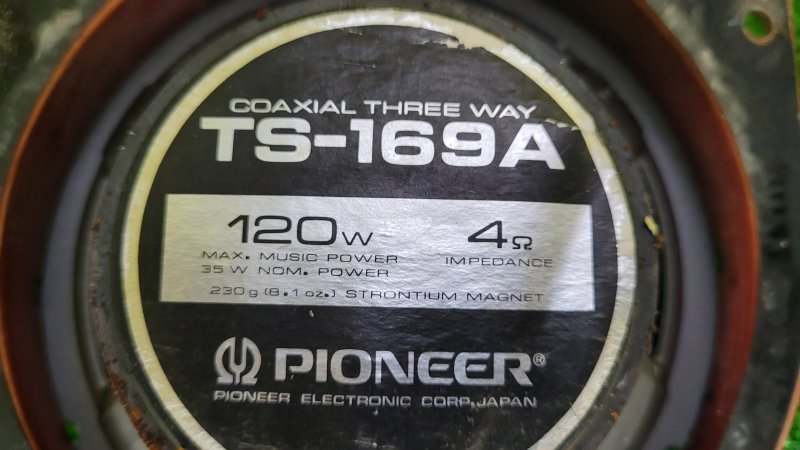 COAXIAL THREE WAY
TS-169A
120W
MAX. MUSIC POWER
35 W NOM. POWER
4Ω
IMPEDANCE
230g (8.1 oz.) STRONTIUM MAGNET
PIONEER®
PIONEER ELECTRONIC CORP.JAPAN